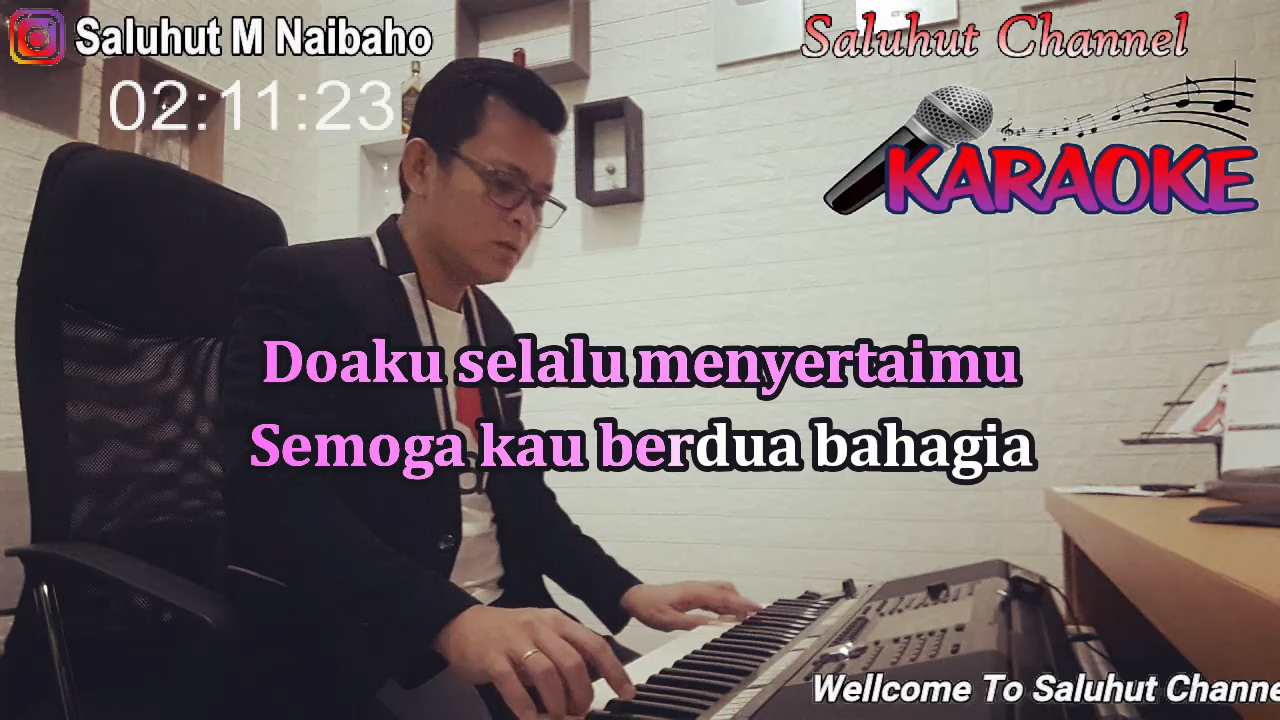 Saluhut M Naibaho
Saluhut Channel
02:11:23
KARAOKE
Doaku selalu menyertaimu
Semoga kau berdua bahagia
Wellcome To Saluhut Channe